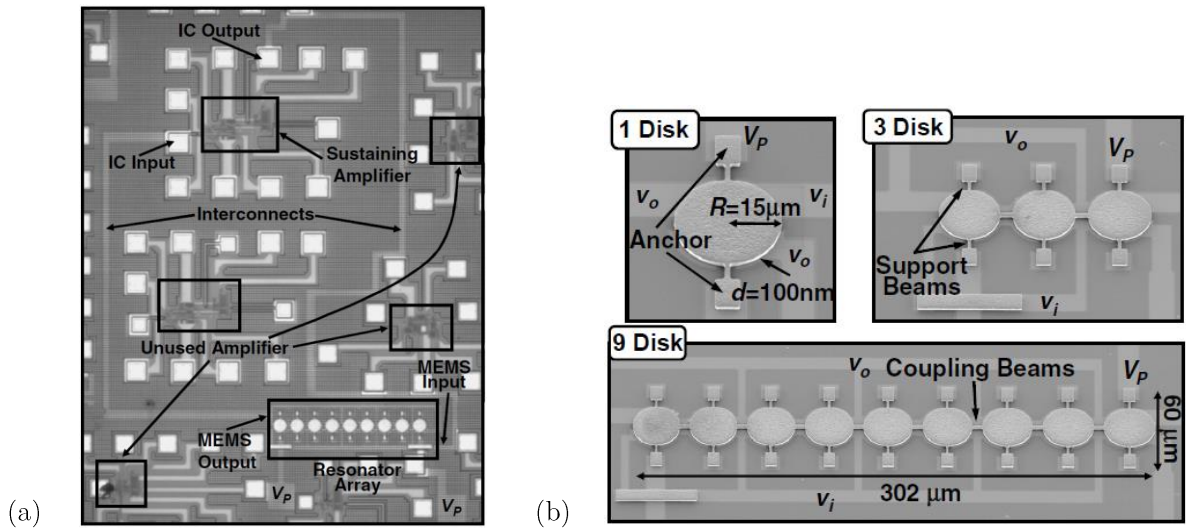 IC Output
IC Input
Sustaining
Amplifier
Interconnects
Unused Amplifier
MEMS
Input
MEMS
Output
Resonator
Array
V_P
V_P
(a)
1 Disk
V_P
v_o
R=15μm
v_i
Anchor
v_o
d=100nm
3 Disk
v_o
V_P
Support
Beams
v_i
9 Disk
v_o
Coupling Beams
V_P
60 μm
302 μm
v_i
(b)